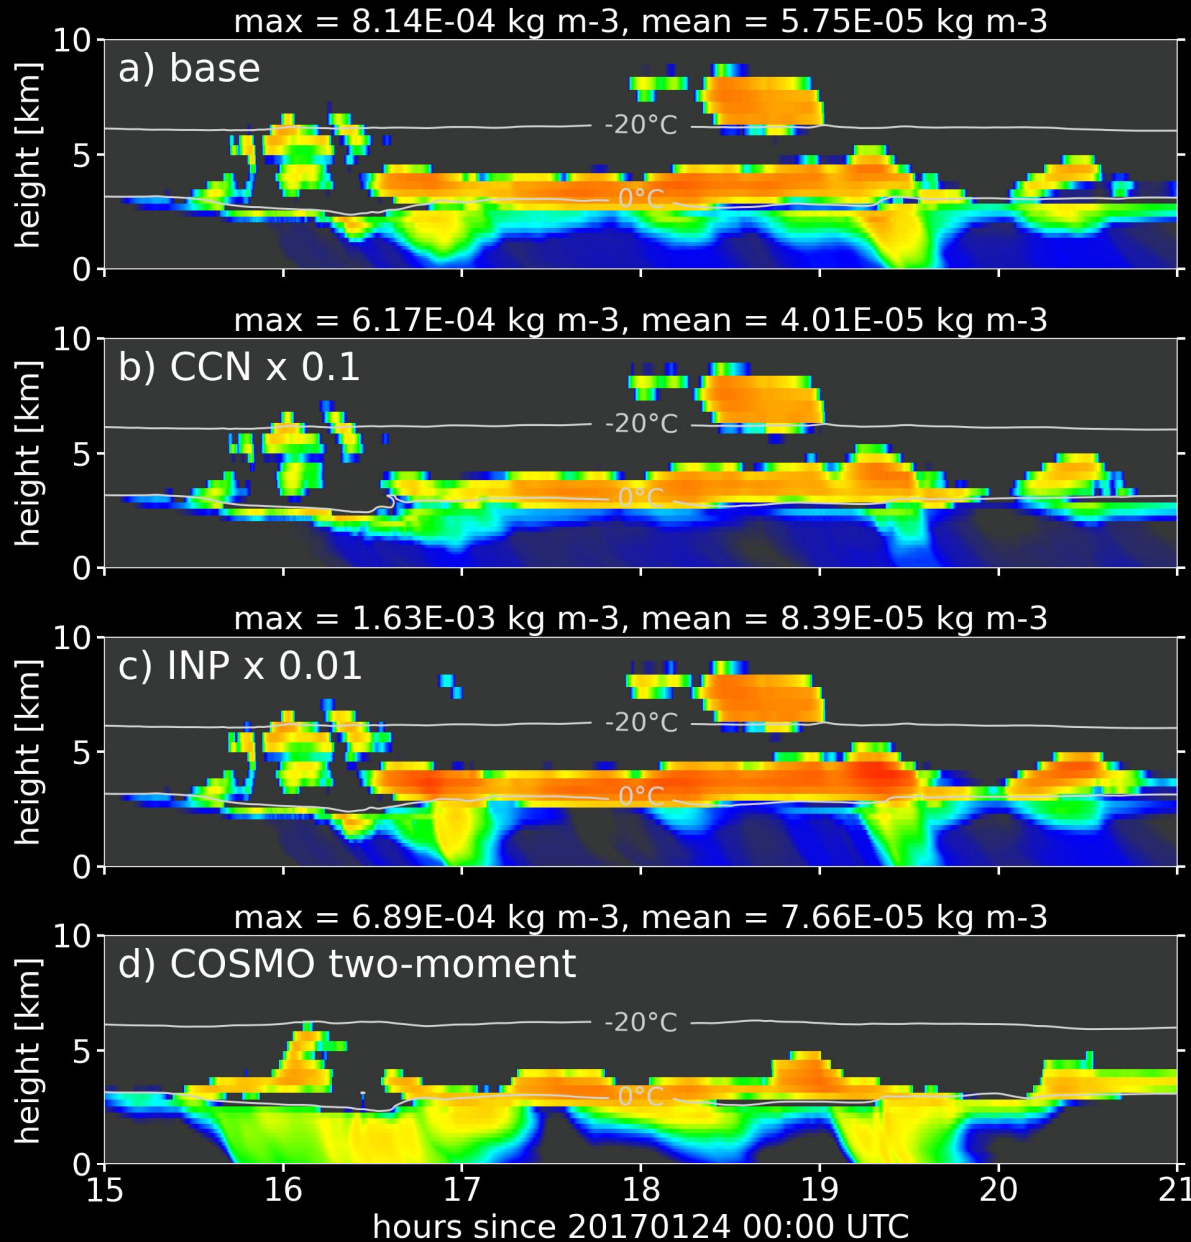 max = 8.14E-04 kg m-3, mean = 5.75E-05 kg m-3
10
a) base
height [km]
-20°C
5
0°C
0
max = 6.17E-04 kg m-3, mean = 4.01E-05 kg m-3
10
b) CCN x 0.1
height [km]
-20°C
5
0°C
0
max = 1.63E-03 kg m-3, mean = 8.39E-05 kg m-3
10
c) INP x 0.01
height [km]
-20°C
5
0°C
0
max = 6.89E-04 kg m-3, mean = 7.66E-05 kg m-3
10
d) COSMO two-moment
height [km]
-20°C
5
0°C
0
15 16 17 18 19 20 21
hours since 20170124 00:00 UTC